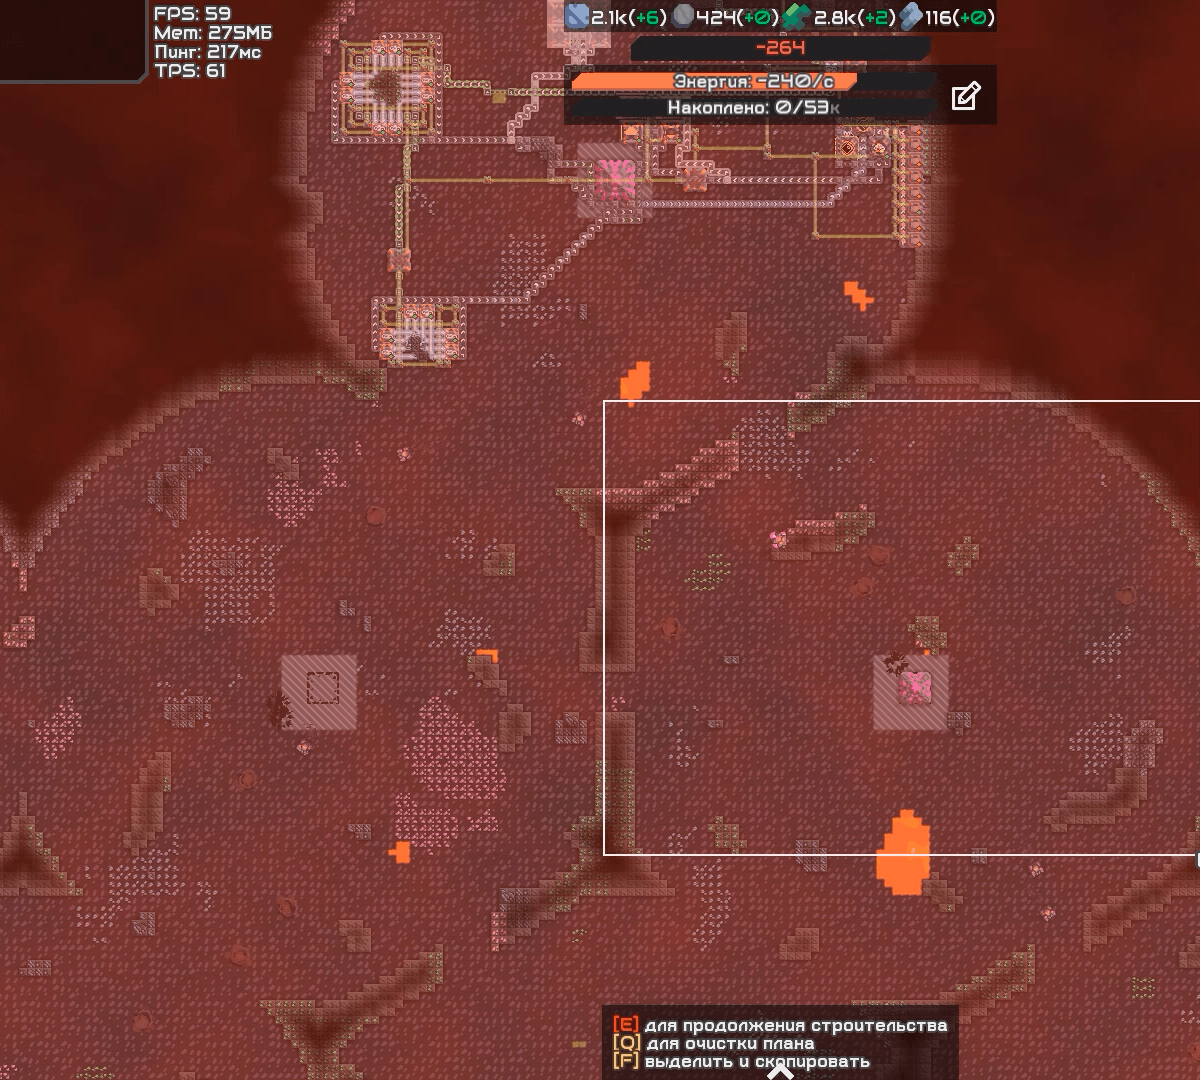 FPS: 59
Mem: 275МБ
Пинг: 217мс
TPS: 61
2.1k(+6) 424(+0) 2.8k(+2) 116(+0)
-264
Энергия: -240/с
Накоплено: 0/53к
[E] для продолжения строительства
[Q] для очистки плана
[F] выделить и скопировать